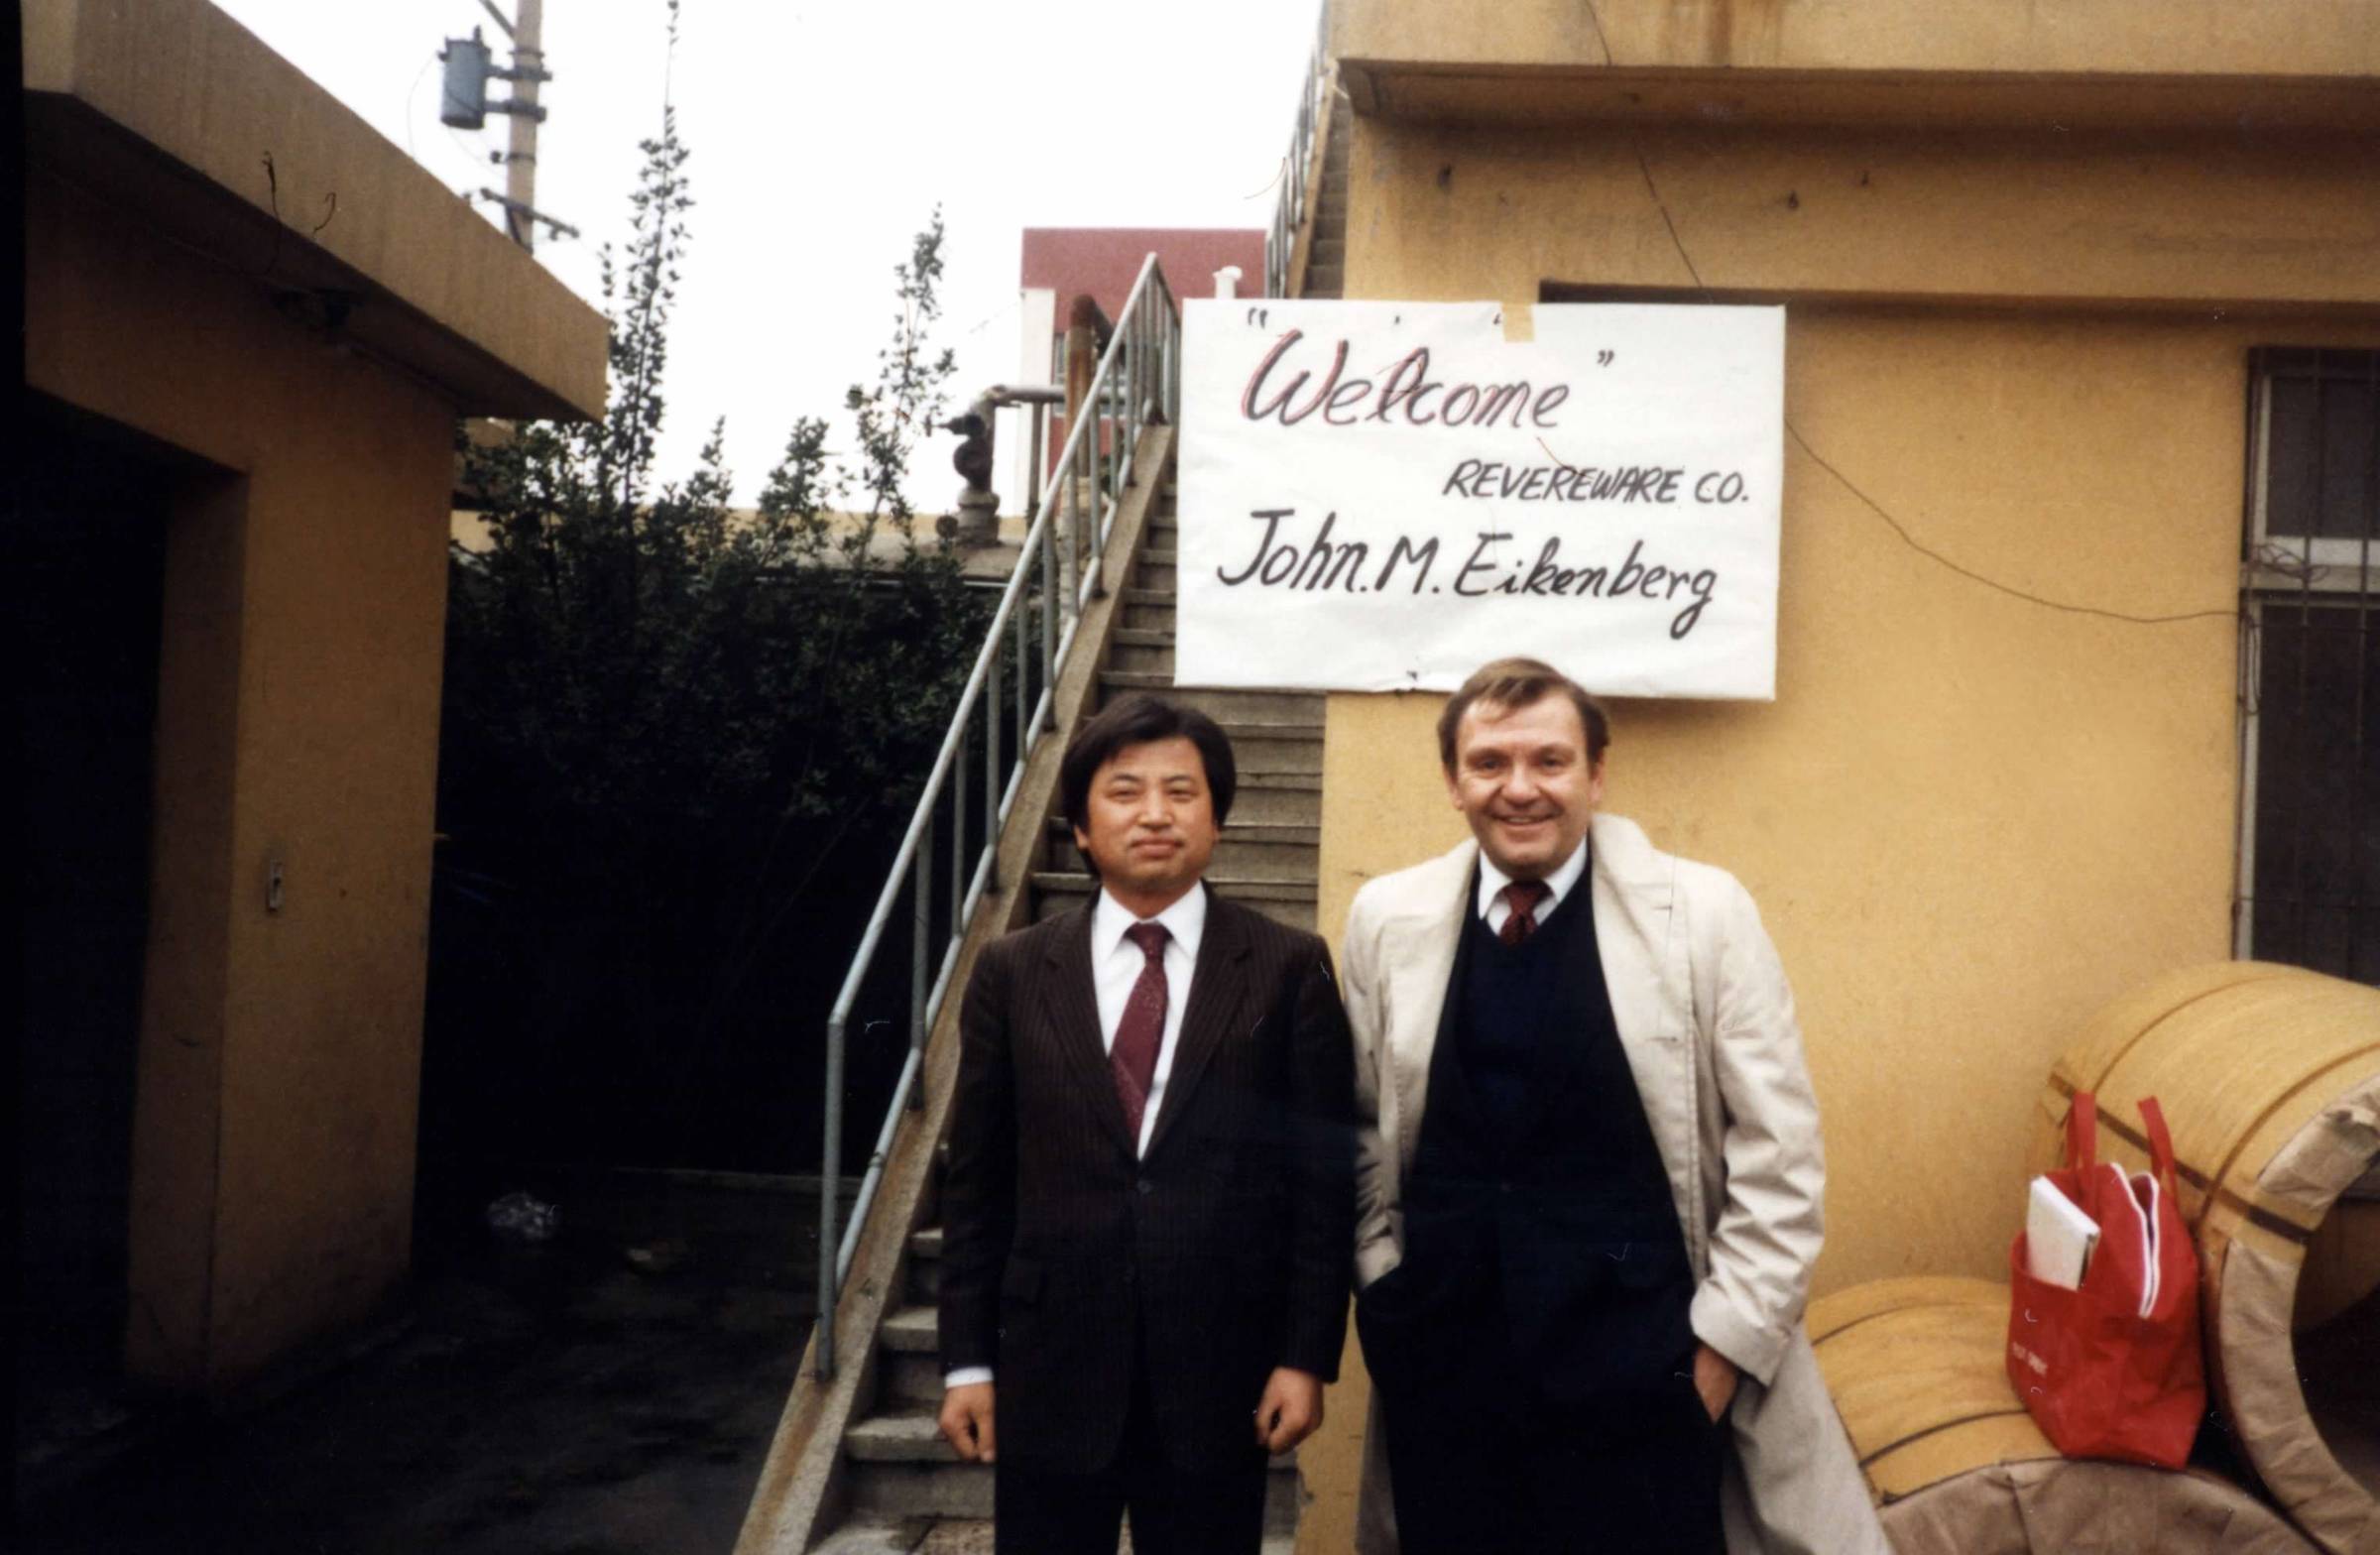 "Welcome"
REVEREWARE CO.
John. M. Eikenberg